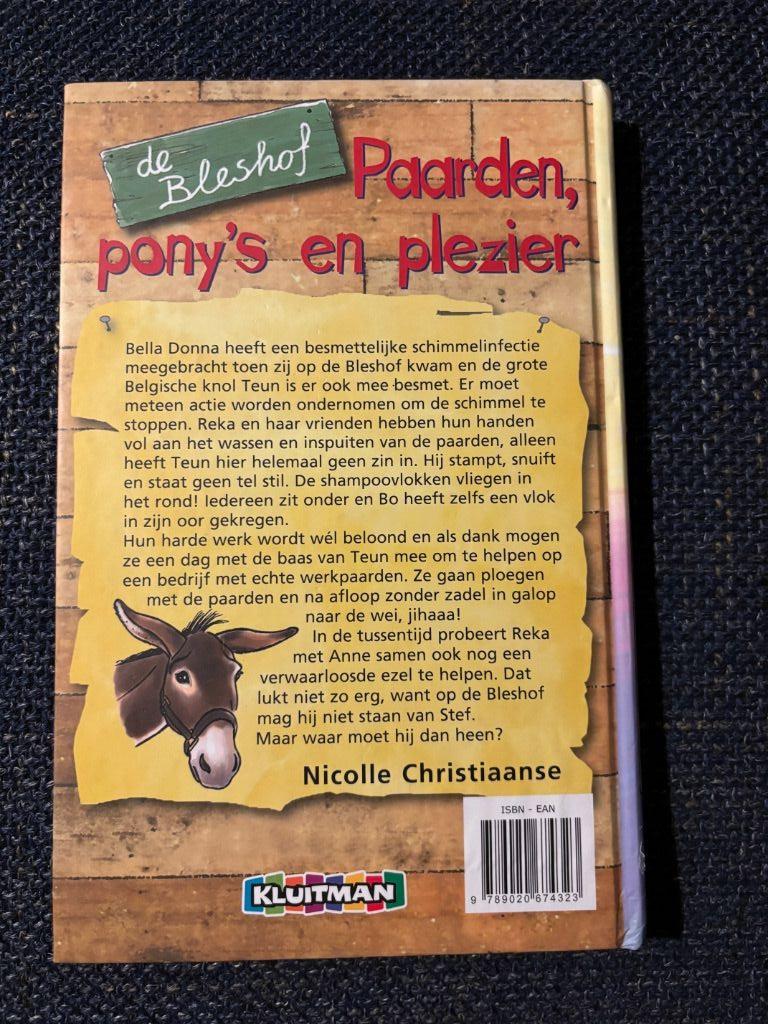 de
Bleshof
Paarden,
pony's en plezier
Bella Donna heeft een besmettelijke schimmelinfectie
meegebracht toen zij op de Bleshof kwam en de grote
Belgische knol Teun is er ook mee besmet. Er moet
meteen actie worden ondernomen om de schimmel te
stoppen. Reka en haar vrienden hebben hun handen
vol aan het wassen en inspuiten van de paarden, alleen
heeft Teun hier helemaal geen zin in. Hij stampt, snuift
en staat geen tel stil. De shampoovlokken vliegen in
het rond! Iedereen zit onder en Bo heeft zelfs een vlok
in zijn oor gekregen.
Hun harde werk wordt wél beloond en als dank mogen
ze een dag met de baas van Teun mee om te helpen op
een bedrijf met echte werkpaarden. Ze gaan ploegen
met de paarden en na afloop zonder zadel in galop
naar de wei, jihaaa!
In de tussentijd probeert Reka
met Anne samen ook nog een
verwaarloosde ezel te helpen. Dat
lukt niet zo erg, want op de Bleshof
mag hij niet staan van Stef.
Maar waar moet hij dan heen?
Nicolle Christiaanse
ISBN - EAN
9 789020 674323
KLUITMAN